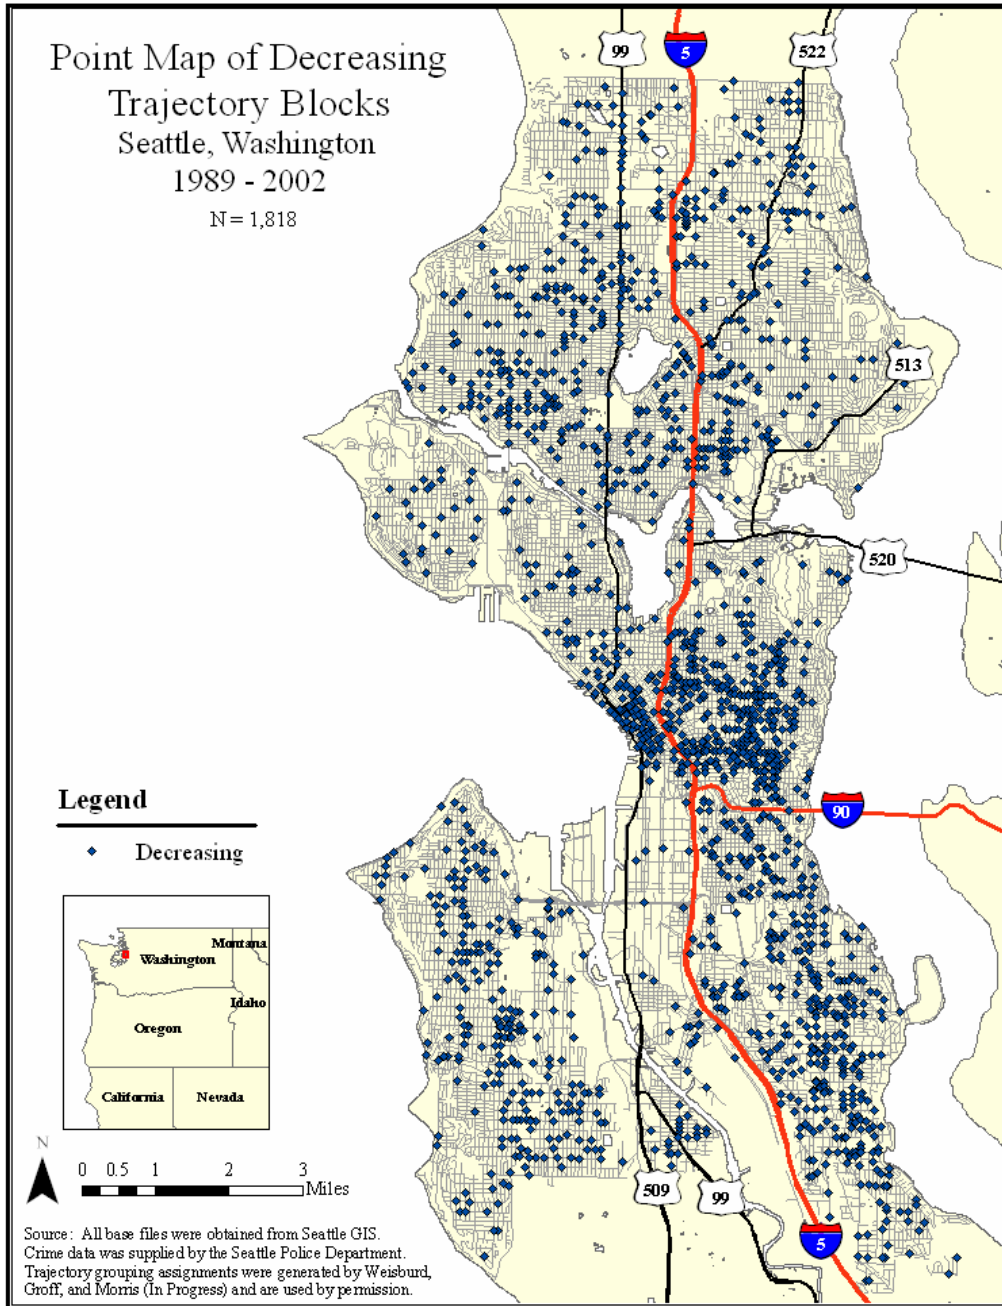 Point Map of Decreasing
Trajectory Blocks
Seattle, Washington
1989 - 2002
N = 1,818
99
5
522
513
520
90
Legend
Decreasing
Montana
Washington
Idaho
Oregon
California
Nevada
N
0 0.5 1 2 3
Miles
509
99
5
Source: All base files were obtained from Seattle GIS.
Crime data was supplied by the Seattle Police Department.
Trajectory grouping assignments were generated by Weisburd,
Groff, and Morris (In Progress) and are used by permission.